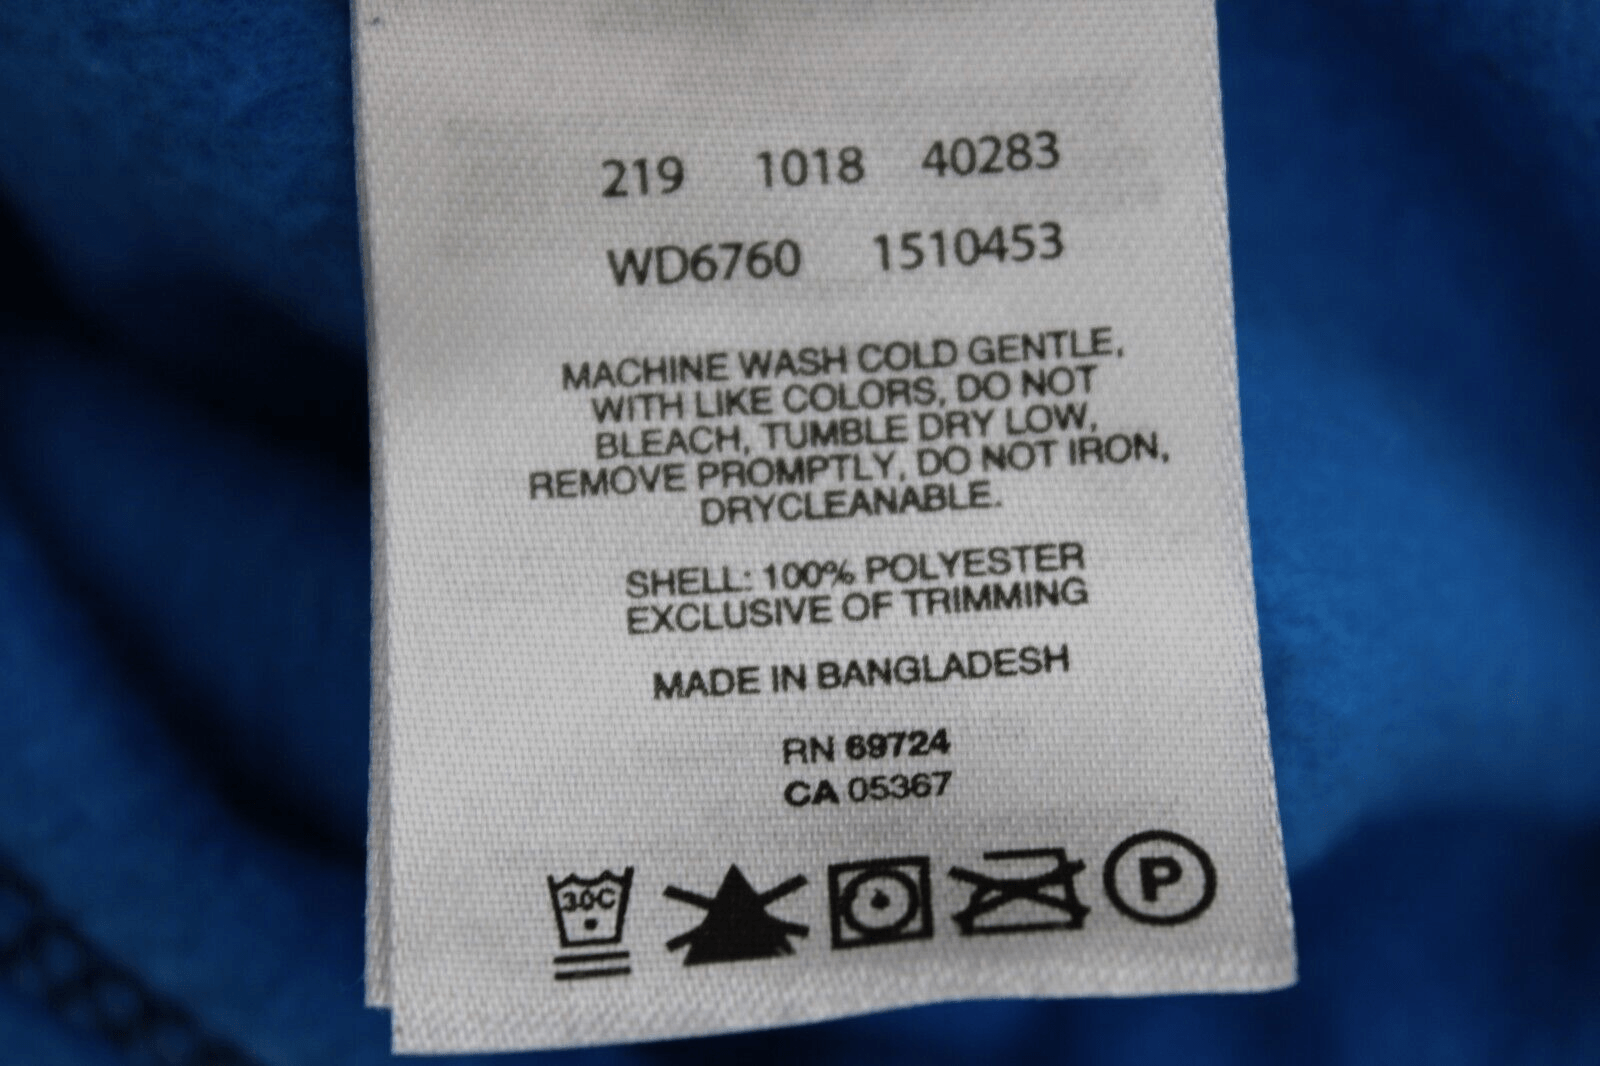 219 1018 40283
WD6760 1510453
MACHINE WASH COLD GENTLE,
WITH LIKE COLORS, DO NOT
BLEACH, TUMBLE DRY LOW,
REMOVE PROMPTLY, DO NOT IRON,
DRYCLEANABLE.
SHELL: 100% POLYESTER
EXCLUSIVE OF TRIMMING
MADE IN BANGLADESH
RN 69724
CA 05367
30C P